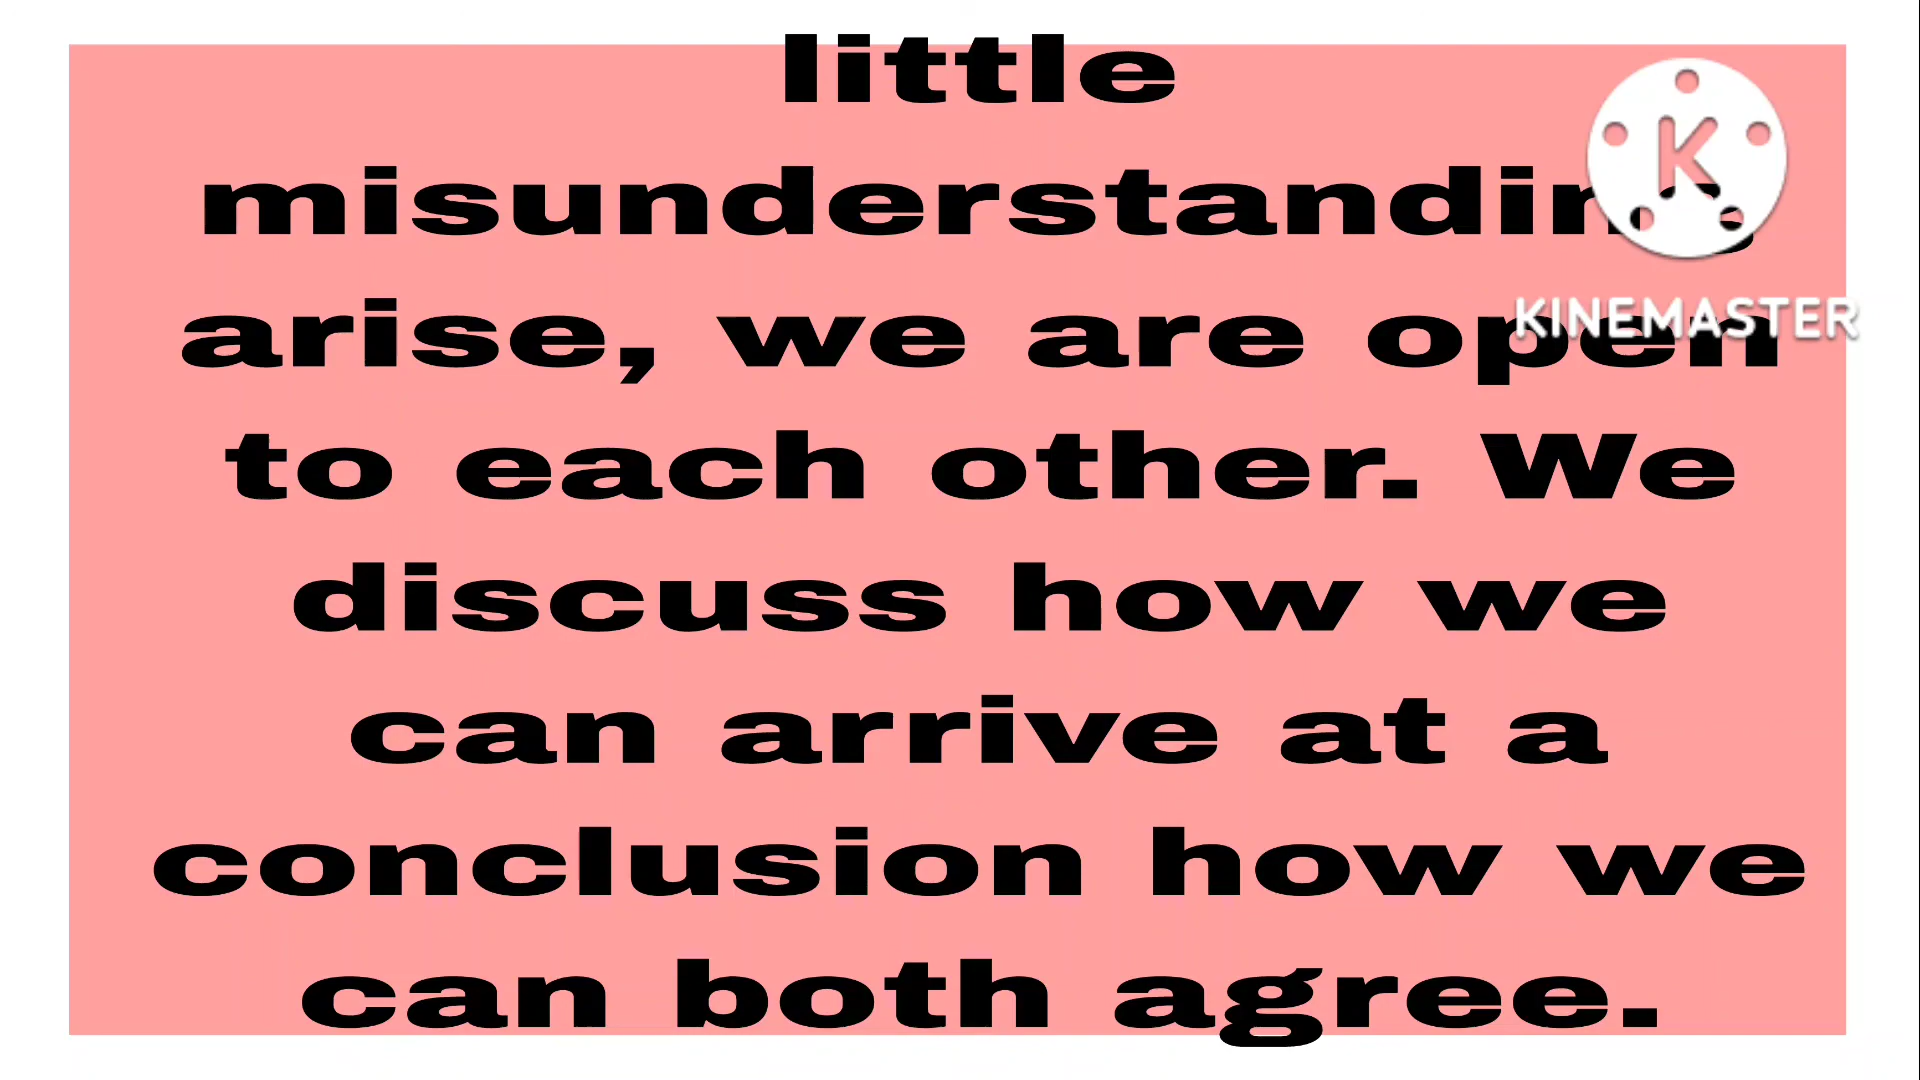 little
misunderstanding
arise, we are open
to each other. We
discuss how we
can arrive at a
conclusion how we
can both agree.
K
KINEMASTER